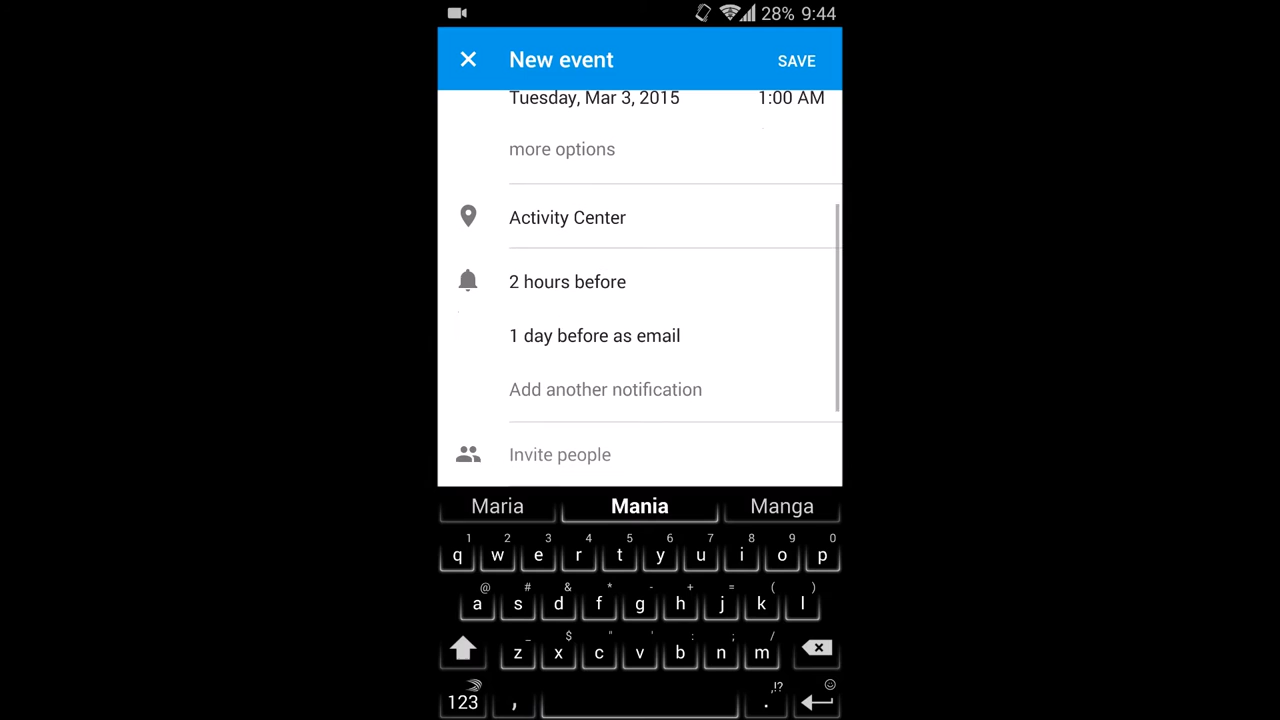 28% 9:44
New event SAVE
Tuesday, Mar 3, 2015 1:00 AM
more options
Activity Center
2 hours before
1 day before as email
Add another notification
Invite people
Maria Mania Manga
1 2 3 4 5 6 7 8 9 0
q w e r t y u i o p
@ # & * - + = ( )
a s d f g h j k l
_ $ " ' : ; /
z x c v b n m
,!?
123 , .